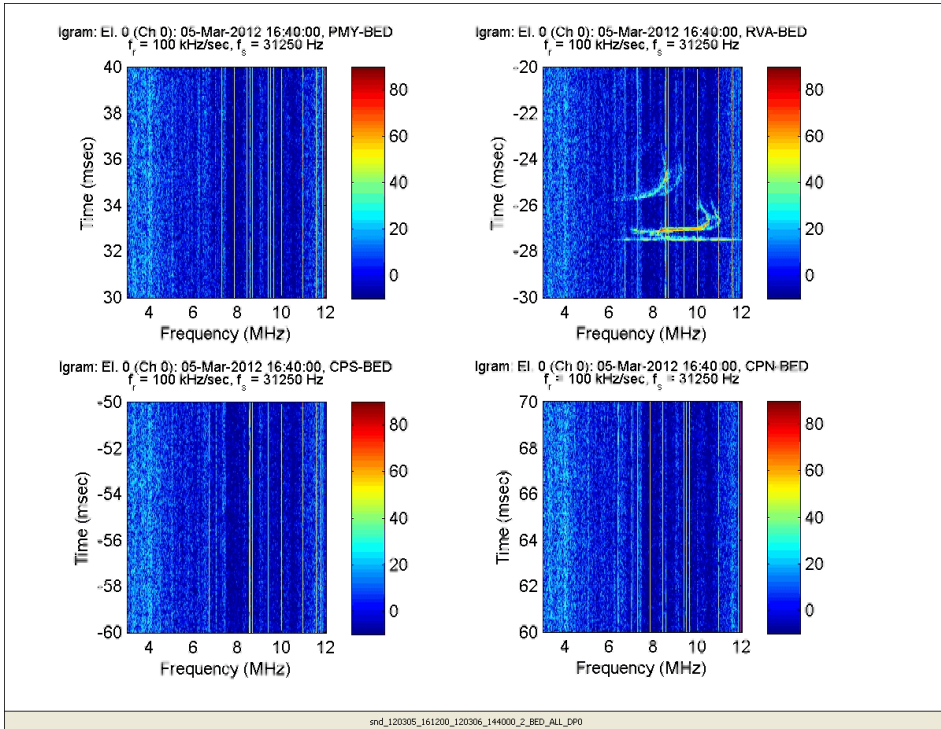 Igram: El. 0 (Ch 0): 05-Mar-2012 16:40:00, PMY-BED
f_r = 100 kHz/sec, f_s = 31250 Hz
40
38
36
34
32
30
Time (msec)
4 6 8 10 12
Frequency (MHz)
80
60
40
20
0
Igram: El. 0 (Ch 0): 05-Mar-2012 16:40:00, RVA-BED
f_r = 100 kHz/sec, f_s = 31250 Hz
-20
-22
-24
-26
-28
-30
Time (msec)
4 6 8 10 12
Frequency (MHz)
80
60
40
20
0
Igram: El. 0 (Ch 0): 05-Mar-2012 16:40:00, CPS-BED
f_r = 100 kHz/sec, f_s = 31250 Hz
-50
-52
-54
-56
-58
-60
Time (msec)
4 6 8 10 12
Frequency (MHz)
80
60
40
20
0
Igram: El. 0 (Ch 0): 05-Mar-2012 16:40:00, CPN-BED
f_r = 100 kHz/sec, f_s = 31250 Hz
70
68
66
64
62
60
Time (msec)
4 6 8 10 12
Frequency (MHz)
80
60
40
20
0
snd_120305_161200_120306_144000_2_BED_ALL_DP0